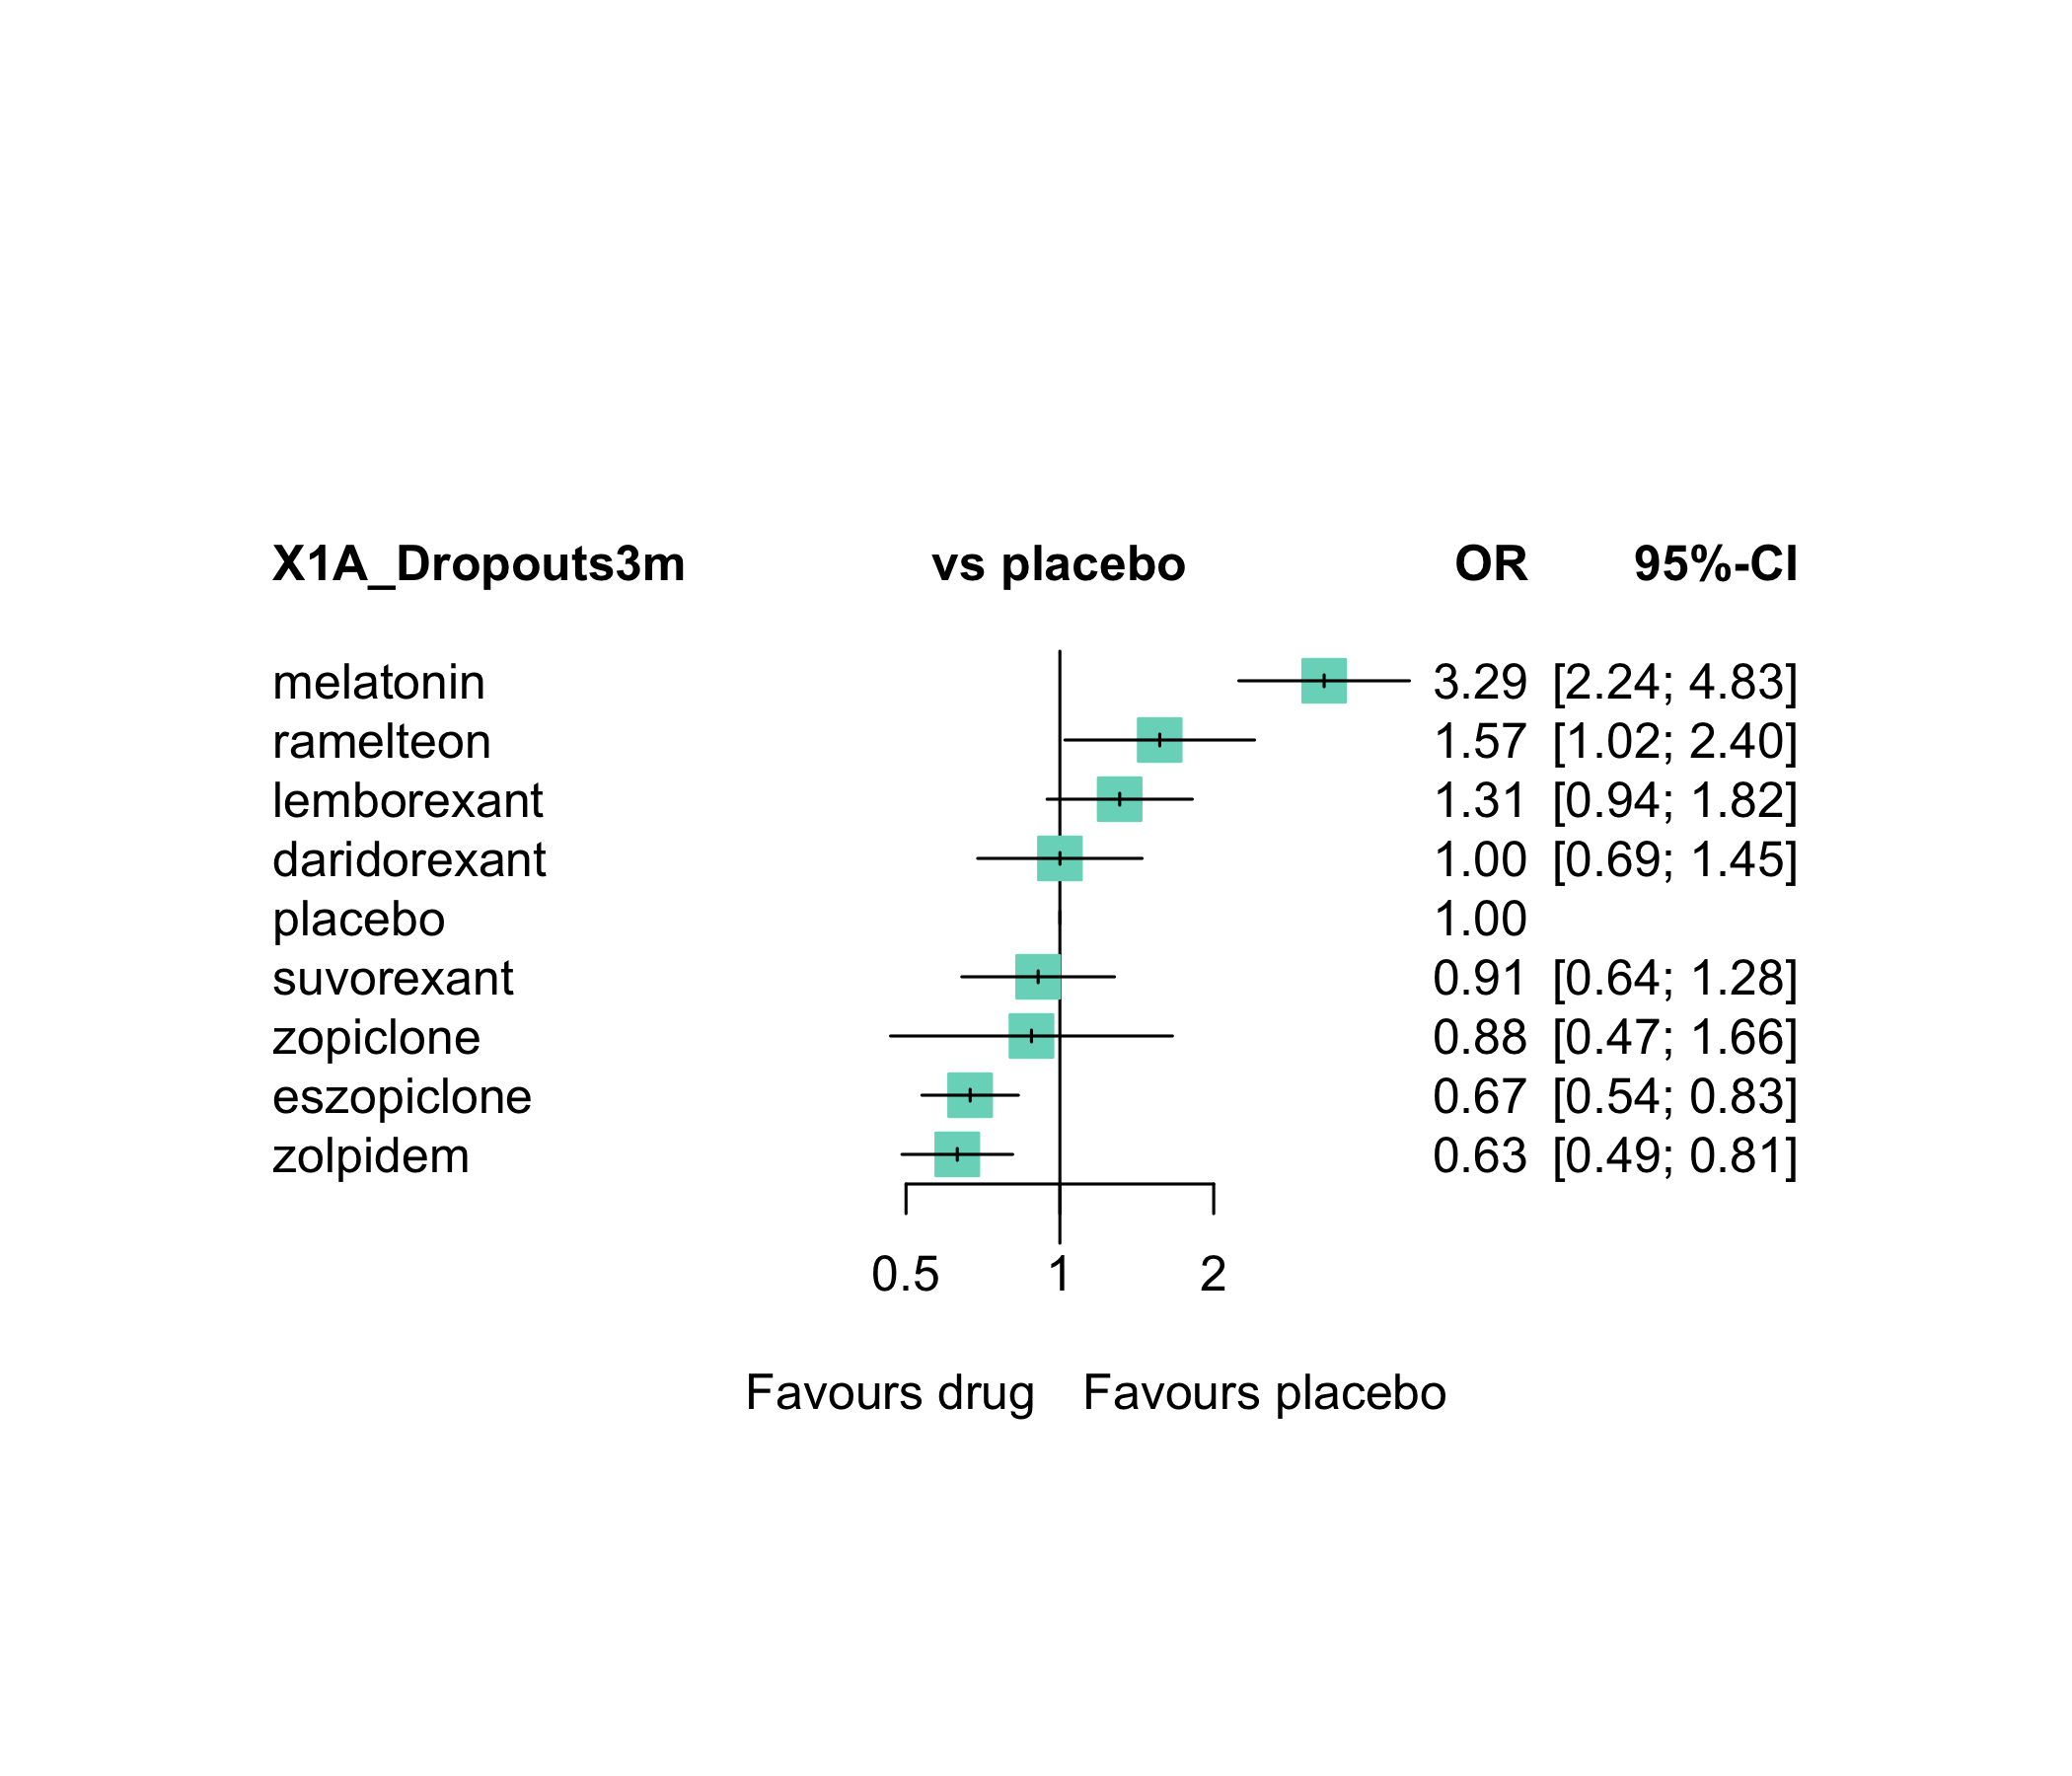 X1A_Dropouts3m vs placebo OR 95%-CI
melatonin 3.29 [2.24; 4.83]
ramelteon 1.57 [1.02; 2.40]
lemborexant 1.31 [0.94; 1.82]
daridorexant 1.00 [0.69; 1.45]
placebo 1.00
suvorexant 0.91 [0.64; 1.28]
zopiclone 0.88 [0.47; 1.66]
eszopiclone 0.67 [0.54; 0.83]
zolpidem 0.63 [0.49; 0.81]
0.5 1 2
Favours drug Favours placebo